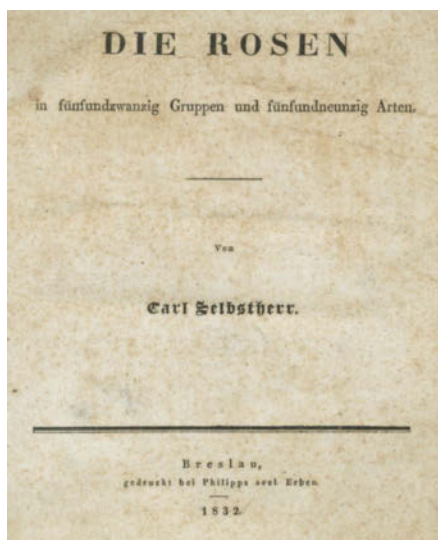 DIE ROSEN
in fünfundzwanzig Gruppen und fünfundneunzig Arten.
Von
Carl Selbstherr.
Breslau,
gedruckt bei Philipps seel Erben.
1832.